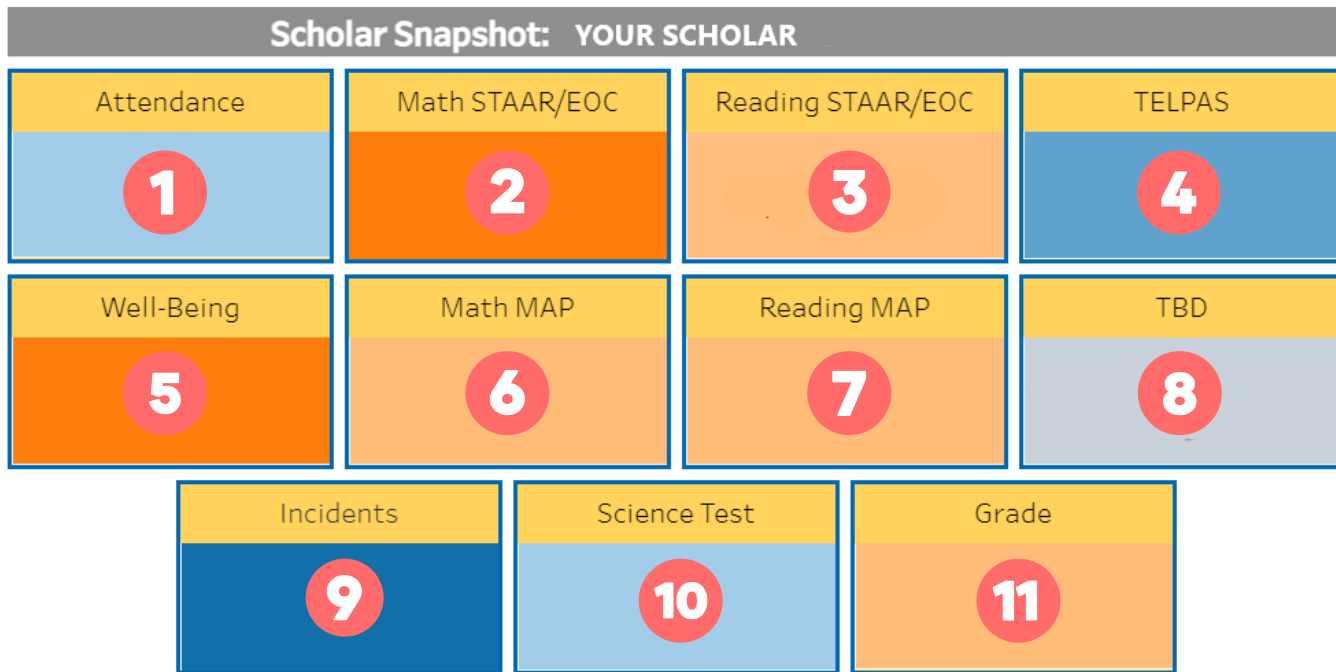 Scholar Snapshot: YOUR SCHOLAR
Attendance Math STAAR/EOC Reading STAAR/EOC TELPAS
1 2 3 4
Well-Being Math MAP Reading MAP TBD
5 6 7 8
Incidents Science Test Grade
9 10 11